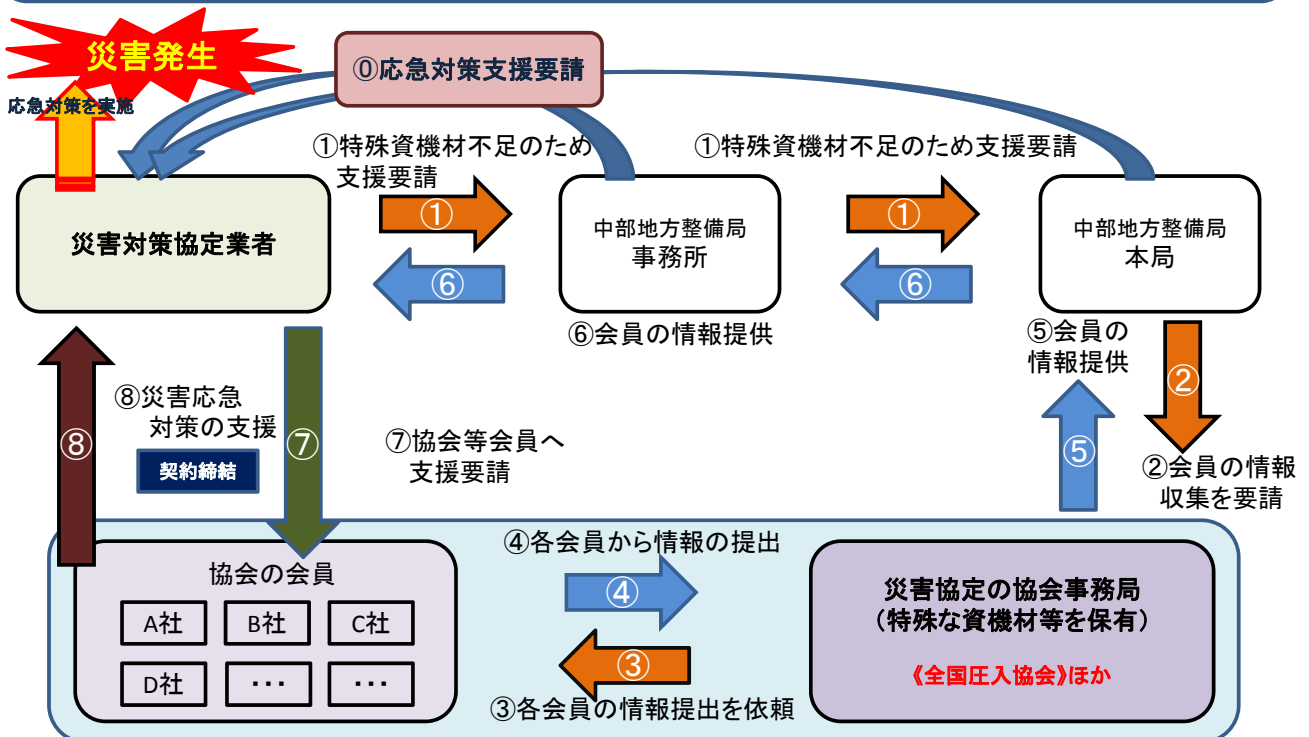 災害発生
⓪応急対策支援要請
応急対策を実施
①特殊資機材不足のため
支援要請
①特殊資機材不足のため支援要請
災害対策協定業者
①
中部地方整備局
事務所
①
中部地方整備局
本局
⑥
⑥
⑥会員の情報提供
⑤会員の
情報提供
②
⑧災害応急
対策の支援
⑧
⑦
契約締結
⑦協会等会員へ
支援要請
⑤
②会員の情報
収集を要請
④各会員から情報の提出
協会の会員
A社
B社
C社
D社
・・・
・・・
④
③
③各会員の情報提出を依頼
災害協定の協会事務局
（特殊な資機材等を保有）
《全国圧入協会》ほか